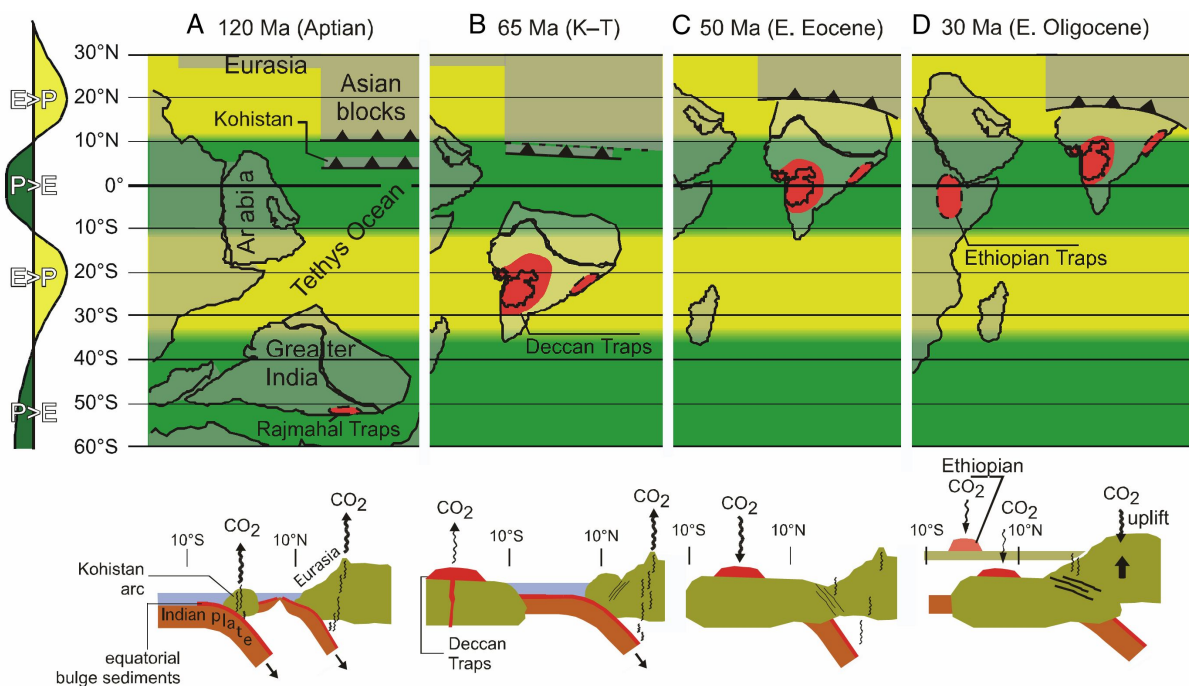 A 120 Ma (Aptian)
B 65 Ma (K–T)
C 50 Ma (E. Eocene)
D 30 Ma (E. Oligocene)
30°N
20°N
10°N
0°
10°S
20°S
30°S
40°S
50°S
60°S
E>P
P>E
E>P
P>E
Eurasia
Asian
blocks
Kohistan
Arabia
Tethys Ocean
Greater
India
Rajmahal Traps
Deccan Traps
Ethiopian Traps
CO2
CO2
10°S
10°N
Kohistan
arc
Eurasia
Indian plate
equatorial
bulge sediments
CO2
CO2
10°S
10°N
Deccan
Traps
CO2
10°S
10°N
Ethiopian
CO2
CO2
CO2
10°S
10°N
uplift